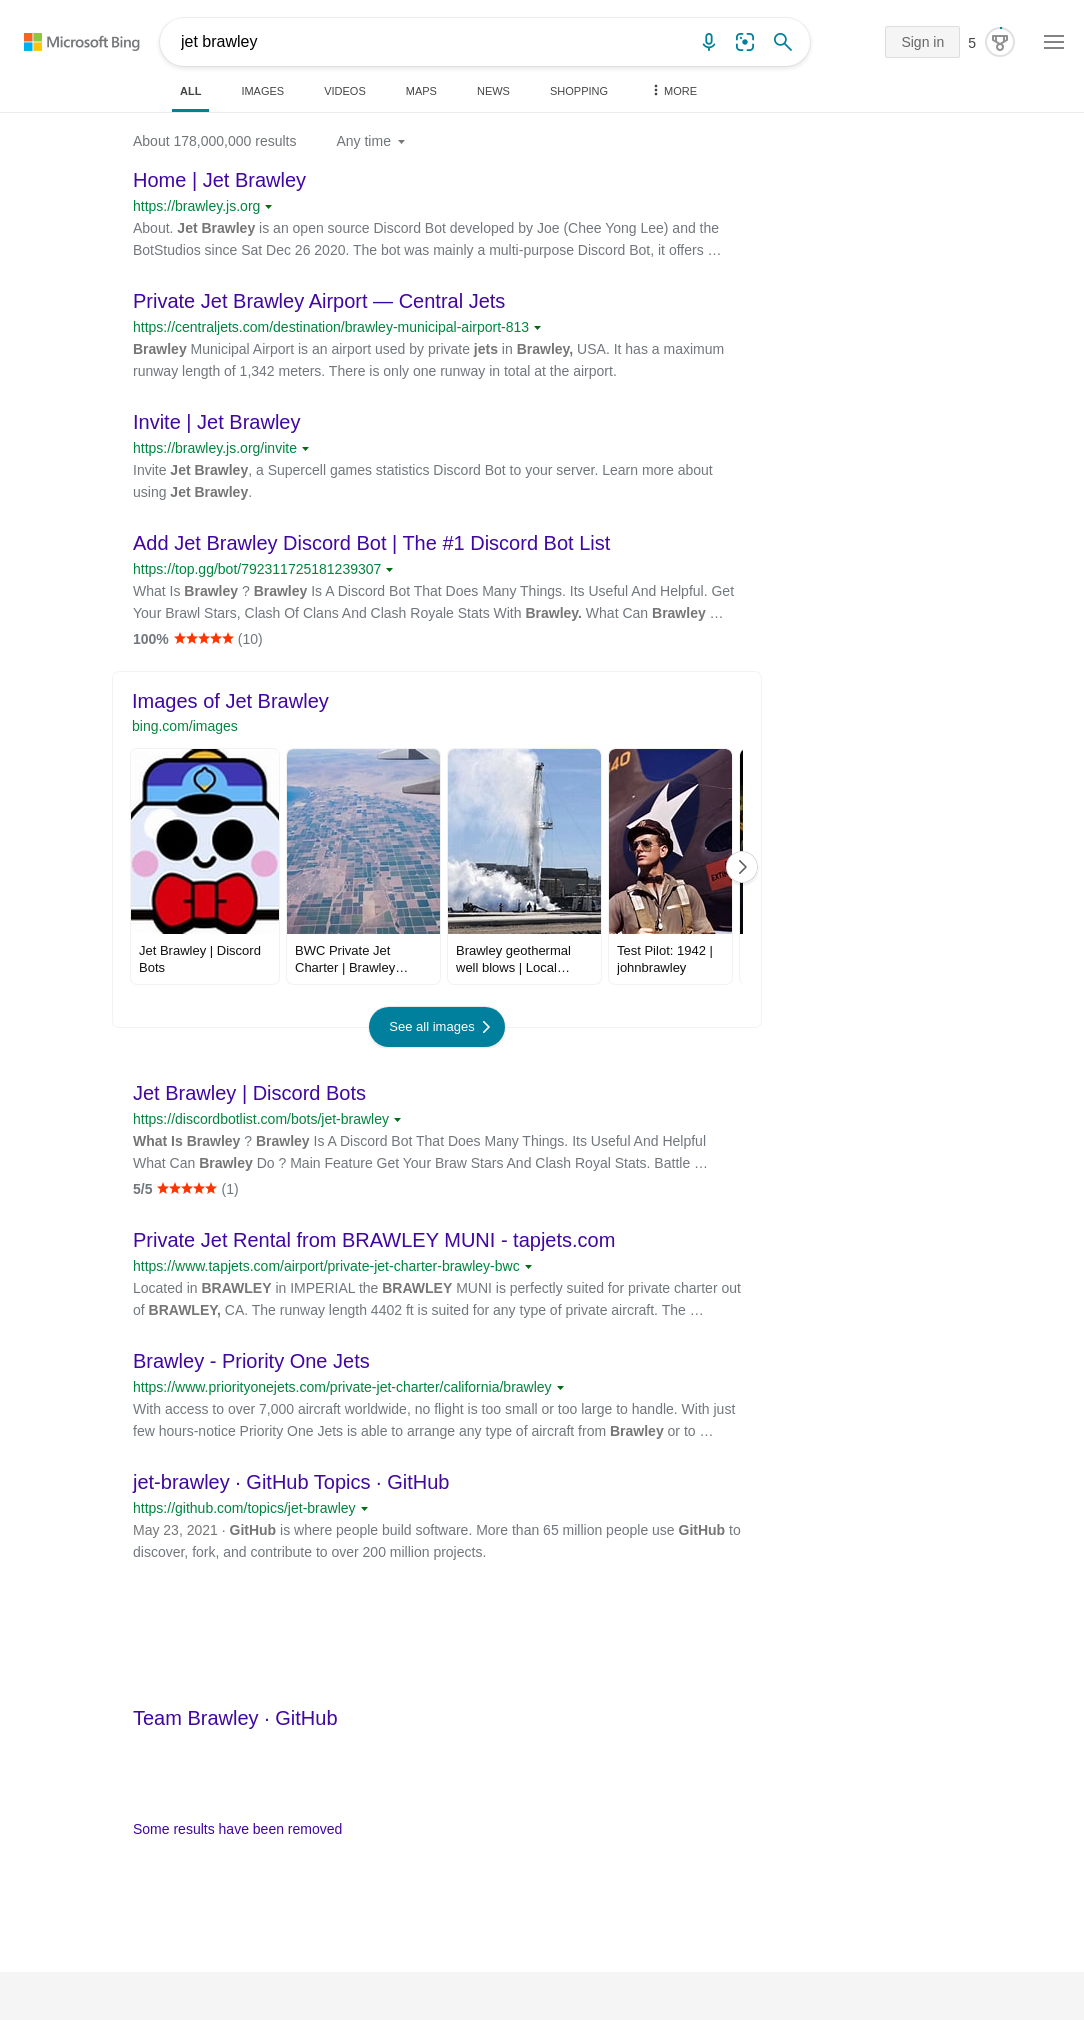 Microsoft Bing
jet brawley
Sign in
5
ALL IMAGES VIDEOS MAPS NEWS SHOPPING MORE
About 178,000,000 results Any time
Home | Jet Brawley
https://brawley.js.org
About. Jet Brawley is an open source Discord Bot developed by Joe (Chee Yong Lee) and the
BotStudios since Sat Dec 26 2020. The bot was mainly a multi-purpose Discord Bot, it offers …
Private Jet Brawley Airport — Central Jets
https://centraljets.com/destination/brawley-municipal-airport-813
Brawley Municipal Airport is an airport used by private jets in Brawley, USA. It has a maximum
runway length of 1,342 meters. There is only one runway in total at the airport.
Invite | Jet Brawley
https://brawley.js.org/invite
Invite Jet Brawley, a Supercell games statistics Discord Bot to your server. Learn more about
using Jet Brawley.
Add Jet Brawley Discord Bot | The #1 Discord Bot List
https://top.gg/bot/792311725181239307
What Is Brawley ? Brawley Is A Discord Bot That Does Many Things. Its Useful And Helpful. Get
Your Brawl Stars, Clash Of Clans And Clash Royale Stats With Brawley. What Can Brawley …
100% ★★★★★ (10)
Images of Jet Brawley
bing.com/images
40
EXTIN
Jet Brawley | Discord
Bots
BWC Private Jet
Charter | Brawley…
Brawley geothermal
well blows | Local…
Test Pilot: 1942 |
johnbrawley
See all images
Jet Brawley | Discord Bots
https://discordbotlist.com/bots/jet-brawley
What Is Brawley ? Brawley Is A Discord Bot That Does Many Things. Its Useful And Helpful
What Can Brawley Do ? Main Feature Get Your Braw Stars And Clash Royal Stats. Battle …
5/5 ★★★★★ (1)
Private Jet Rental from BRAWLEY MUNI - tapjets.com
https://www.tapjets.com/airport/private-jet-charter-brawley-bwc
Located in BRAWLEY in IMPERIAL the BRAWLEY MUNI is perfectly suited for private charter out
of BRAWLEY, CA. The runway length 4402 ft is suited for any type of private aircraft. The …
Brawley - Priority One Jets
https://www.priorityonejets.com/private-jet-charter/california/brawley
With access to over 7,000 aircraft worldwide, no flight is too small or too large to handle. With just
few hours-notice Priority One Jets is able to arrange any type of aircraft from Brawley or to …
jet-brawley · GitHub Topics · GitHub
https://github.com/topics/jet-brawley
May 23, 2021 · GitHub is where people build software. More than 65 million people use GitHub to
discover, fork, and contribute to over 200 million projects.
Team Brawley · GitHub
Some results have been removed